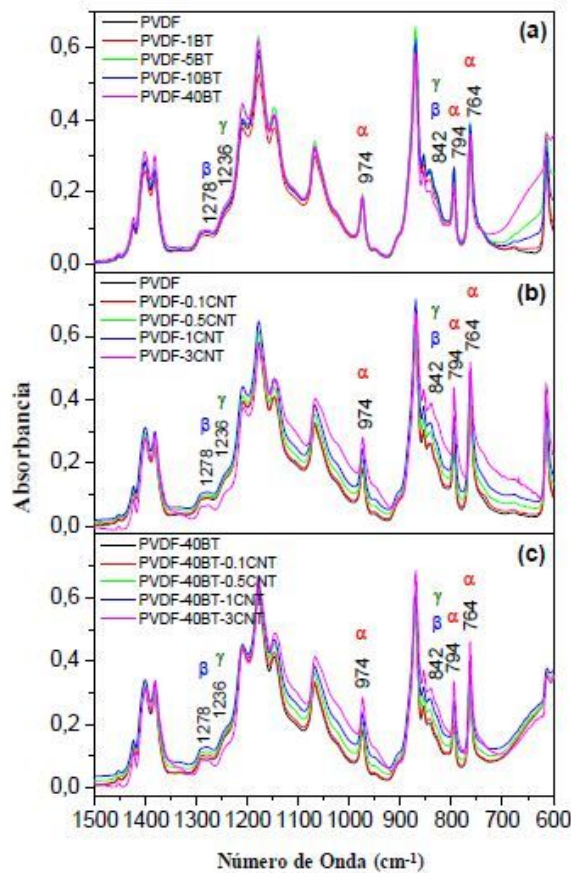 (a)
PVDF
PVDF-1BT
PVDF-5BT
PVDF-10BT
PVDF-40BT
0,6
0,4
0,2
0,0
β
1278
γ
1236
α
974
γ
β
842
α
794
α
764
(b)
PVDF
PVDF-0.1CNT
PVDF-0.5CNT
PVDF-1CNT
PVDF-3CNT
0,6
0,4
0,2
0,0
β
1278
γ
1236
α
974
γ
β
842
α
794
α
764
Absorbancia
(c)
PVDF-40BT
PVDF-40BT-0.1CNT
PVDF-40BT-0.5CNT
PVDF-40BT-1CNT
PVDF-40BT-3CNT
0,6
0,4
0,2
0,0
β
1278
γ
1236
α
974
γ
β
842
α
794
α
764
1500 1400 1300 1200 1100 1000 900 800 700 600
Número de Onda (cm⁻¹)